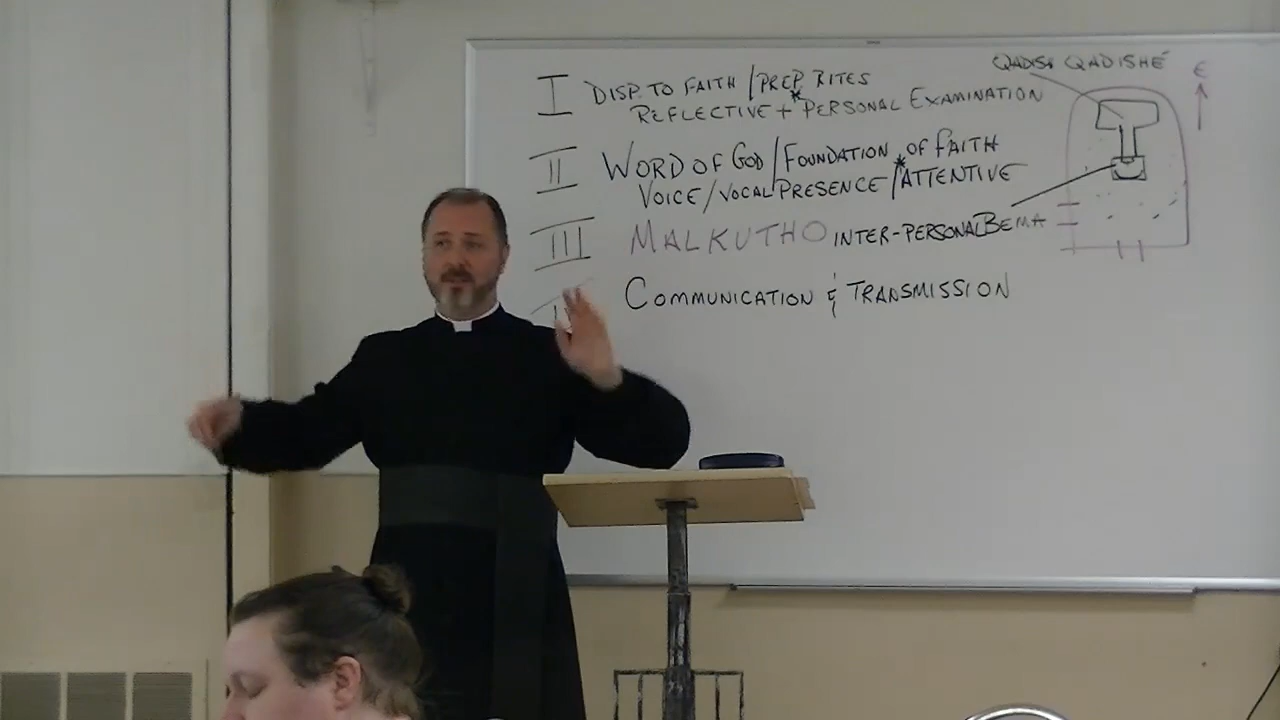 I DISP. TO FAITH / PREP RITES
REFLECTIVE + * PERSONAL EXAMINATION
II WORD OF GOD / FOUNDATION OF FAITH
VOICE / VOCAL PRESENCE / * ATTENTIVE
III MALKUTHO INTER-PERSONAL
COMMUNICATION & TRANSMISSION
QADISH QADISHÉ
E
BEMA